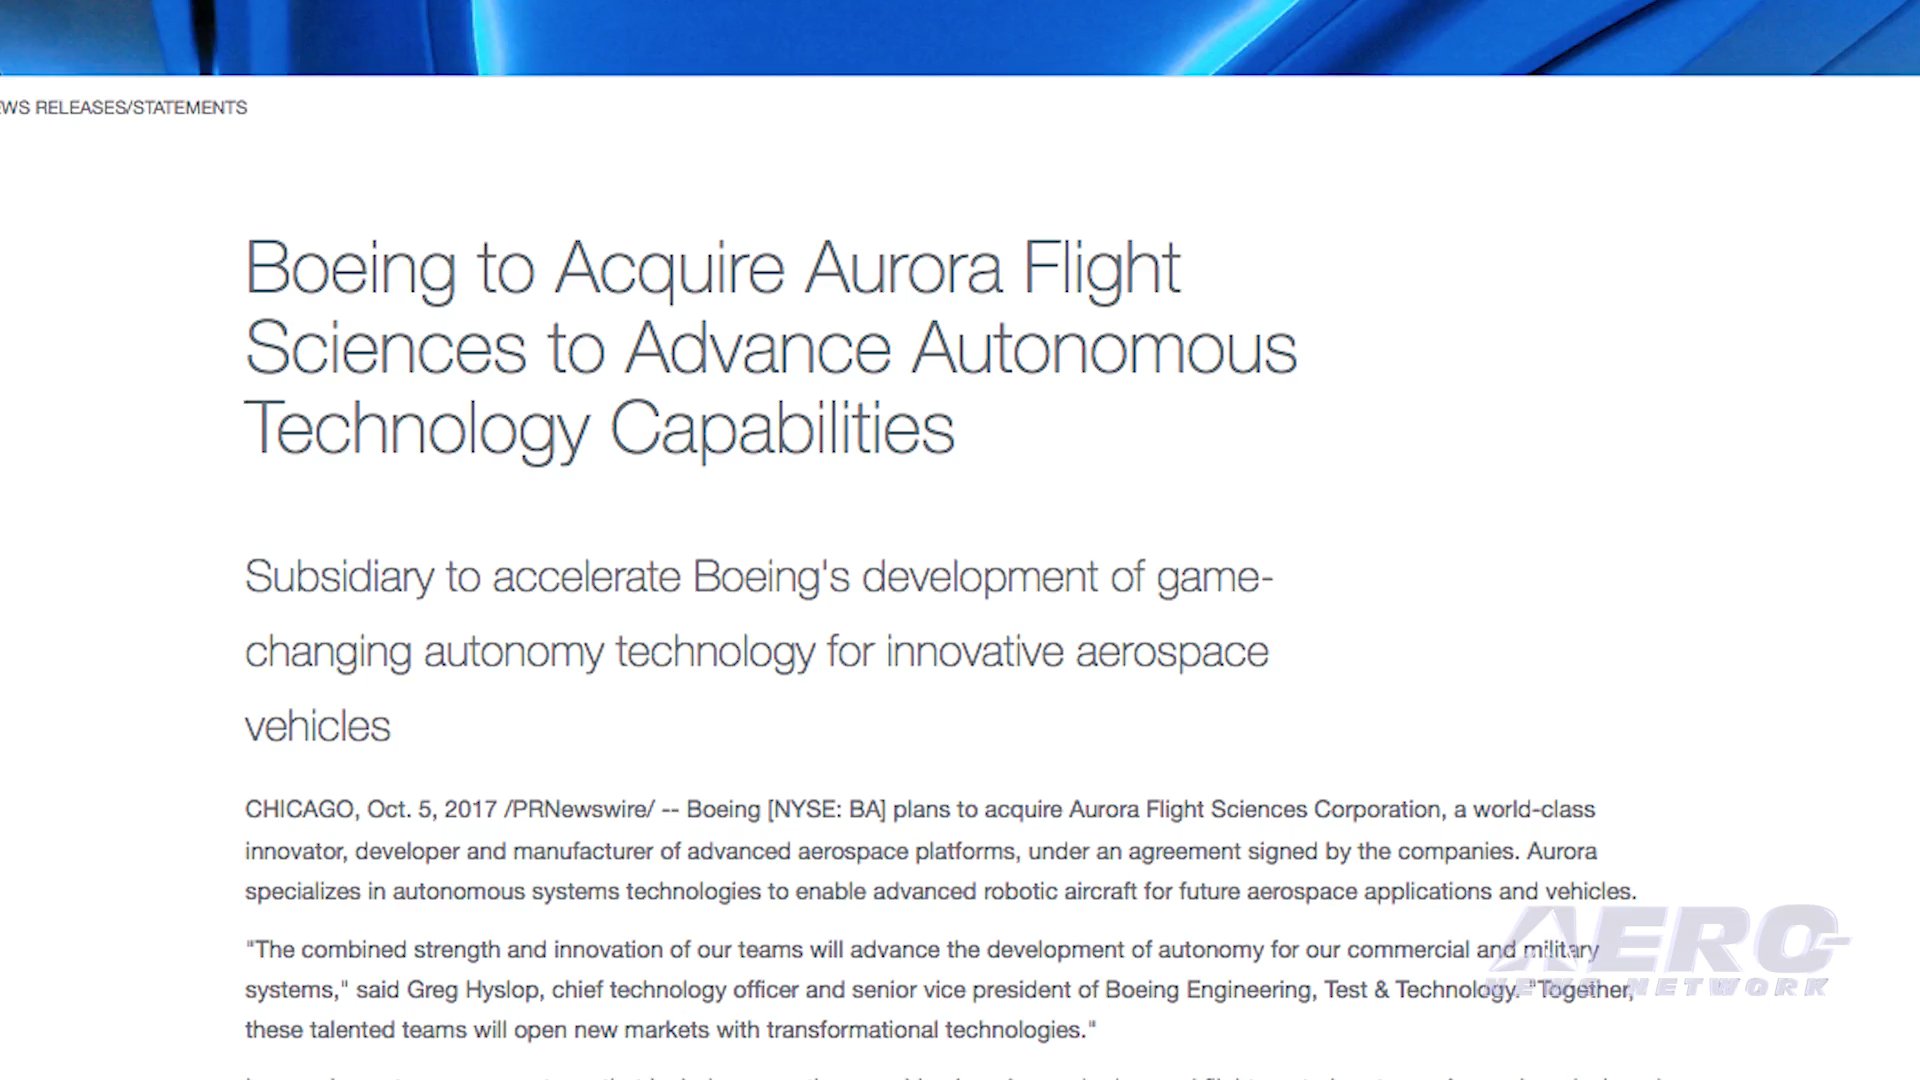 RELEASES/STATEMENTS
Boeing to Acquire Aurora Flight
Sciences to Advance Autonomous
Technology Capabilities
Subsidiary to accelerate Boeing's development of game-
changing autonomy technology for innovative aerospace
vehicles
CHICAGO, Oct. 5, 2017 /PRNewswire/ -- Boeing [NYSE: BA] plans to acquire Aurora Flight Sciences Corporation, a world-class
innovator, developer and manufacturer of advanced aerospace platforms, under an agreement signed by the companies. Aurora
specializes in autonomous systems technologies to enable advanced robotic aircraft for future aerospace applications and vehicles.
"The combined strength and innovation of our teams will advance the development of autonomy for our commercial and military
systems," said Greg Hyslop, chief technology officer and senior vice president of Boeing Engineering, Test & Technology. "Together,
these talented teams will open new markets with transformational technologies."
AERO-
NEWS NETWORK